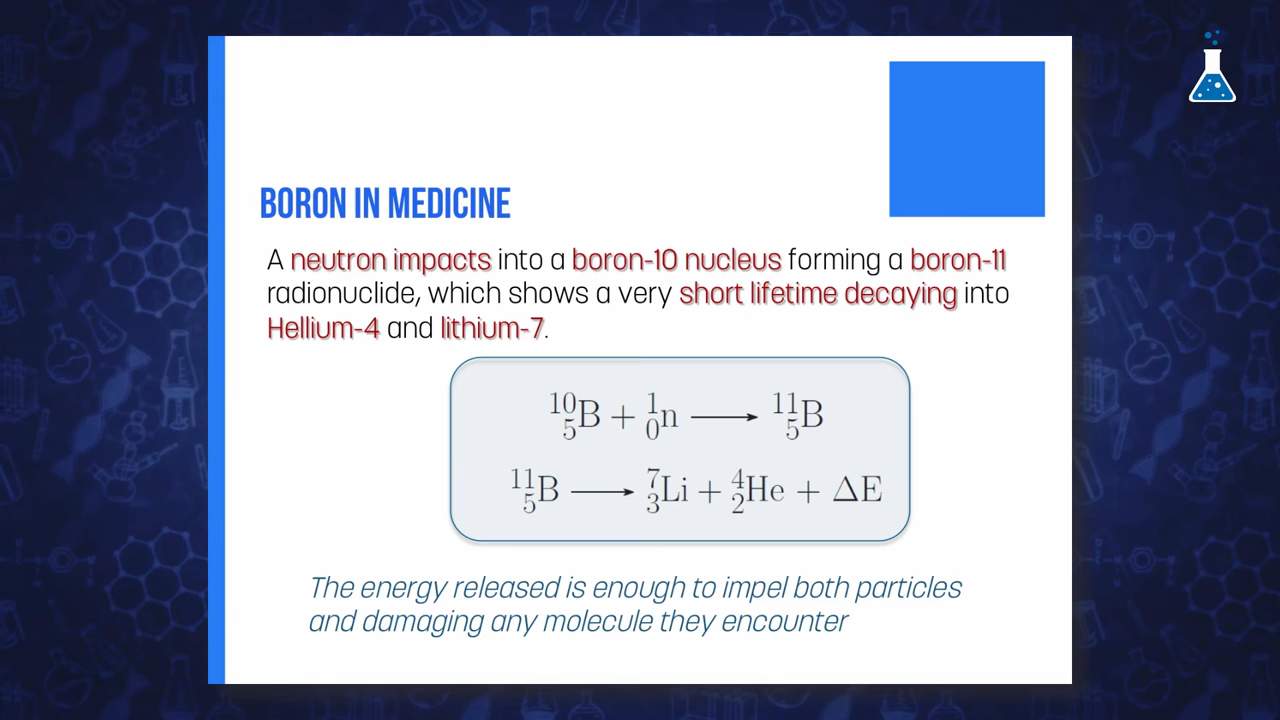 BORON IN MEDICINE
A neutron impacts into a boron-10 nucleus forming a boron-11
radionuclide, which shows a very short lifetime decaying into
Hellium-4 and lithium-7.
¹⁰₅B + ¹₀n ⟶ ¹¹₅B
¹¹₅B ⟶ ⁷₃Li + ⁴₂He + ΔE
The energy released is enough to impel both particles
and damaging any molecule they encounter